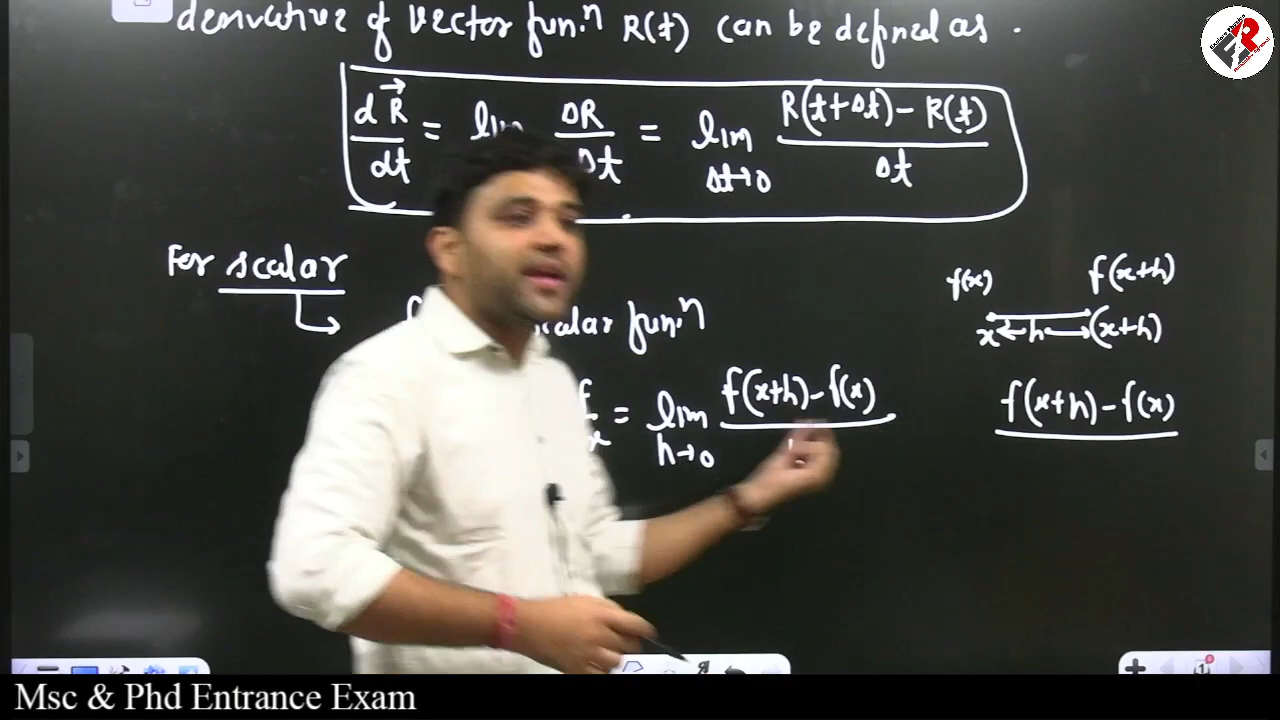 derivative of vector fun.ⁿ R(t) can be defined as .
dR⃗/dt = lim ΔR/Δt = lim Δt→0 R(t+Δt) - R(t)/Δt
For scalar
f(x) f(x+h)
fun.ⁿ
x ← h → (x+h)
= lim h→0 f(x+h) - f(x)
f(x+h) - f(x)
Msc & Phd Entrance Exam